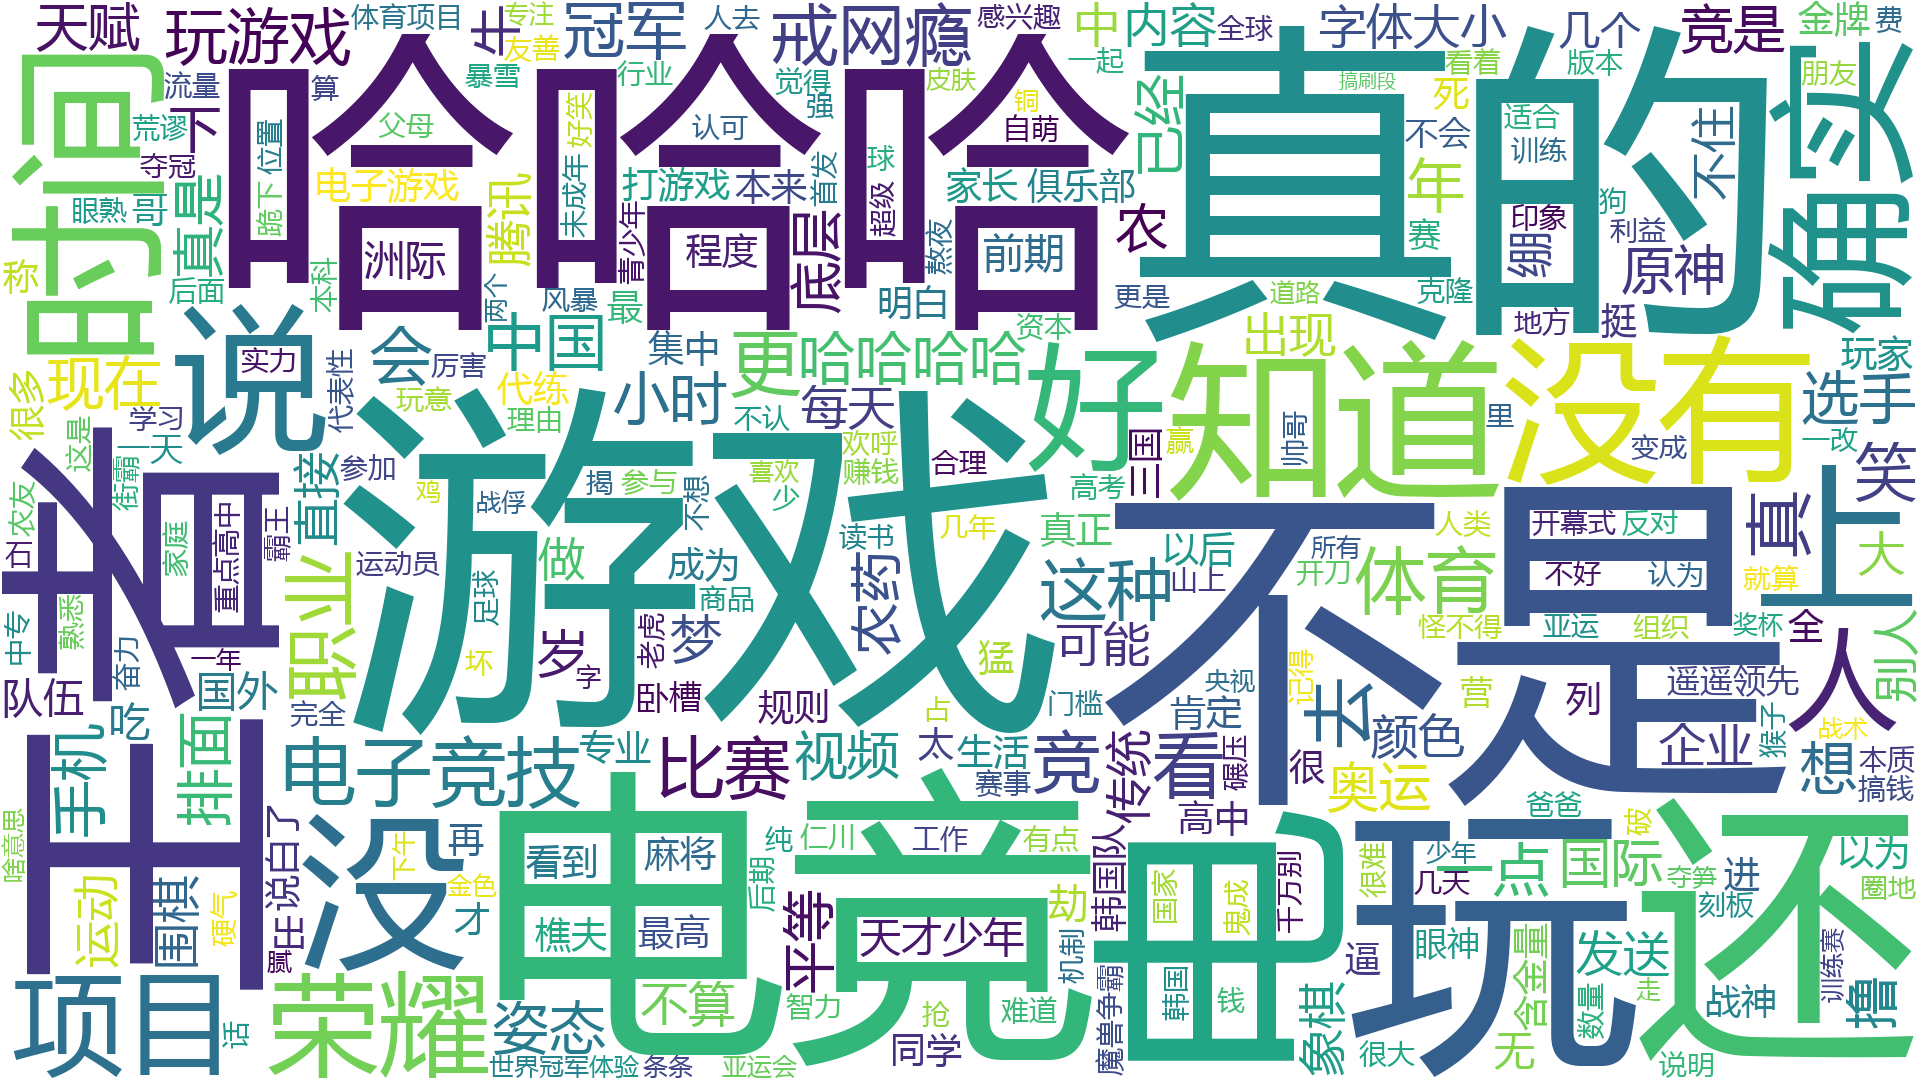 天赋
玩游戏
体育项目
牛
专注
友善
冠军
人去
戒网瘾
感兴趣
中
内容
全球
字体大小
几个
竞是
金牌
费
时间
流量
算
暴雪
行业
觉得
强
皮肤
一起
看着
版本
朋友
搞刷段
死
哈哈哈
真的
确实
下
荒谬
夺冠
位置
父母
好笑
认可
铜
自萌
球
已经
不会
适合
训练
不住
眼熟
哥
直是
跪下
电子游戏
腾讯
未成年
打游戏
本来
首发
超级
家长
俱乐部
农
年
赛
印象
狗
利益
称
后面
本科
洲际
两个
青少年
风暴
最
程度
底层
熬夜
前期
明白
更是
道路
克隆
绷
原神
地方
挺
资本
出现
现在
很多
说
实力
代表性
会
厉害
中国
集中
更
哈哈哈哈
好
知道
没有
玩家
选手
学习
一天
这是
玩意
代练
理由
小时
不认
每天
欢呼
赚钱
喜欢
少
合理
三国
赢
帅哥
里
变成
一改
笑
者
农友
街霸
石
家庭
重点高中
霸王
直接
参加
游戏
鸡
战俘
揭
参与
不想
读书
几年
高考
真正
不是
人类
开幕式
反对
真
上
大
运动员
职业
足球
做
成为
商品
农药
这种
以后
山上
所有
开刀
体育
不好
认为
就算
中专
熟悉
奋力
一年
坏
岁
字
老虎
梦
猛
可能
怪不得
亚运
组织
奖杯
全
别人
队伍
国外
吃
完全
卧槽
规则
占
门槛
央视
记得
肯定
去
颜色
营
列
遥遥领先
人
战术
企业
猴子
王
手机
排面
电子竞技
专业
比赛
视频
太
生活
赛事
竞
传统
看
碾压
很
奥运
想
本质
搞钱
啥意思
说白了
没
下午
再
电竞
看到
麻将
纯
仁川
工作
有点
高中
爸爸
破
吧
玩
还
很难
少年
几天
一点
国际
夺笋
进
以为
圈地
刻板
运动
围棋
硬气
金色
才
樵夫
最高
后期
平等
天才少年
劫
韩国队
国家
鬼成
千万别
逼
眼神
含金量
发送
走
训练赛
项目
荣耀
话
压
腻
姿态
不算
智力
抢
难道
机制
魔兽争霸
韩国
钱
象棋
数量
战神
撸
世界冠军体验
条条
亚运会
同学
很大
无
说明